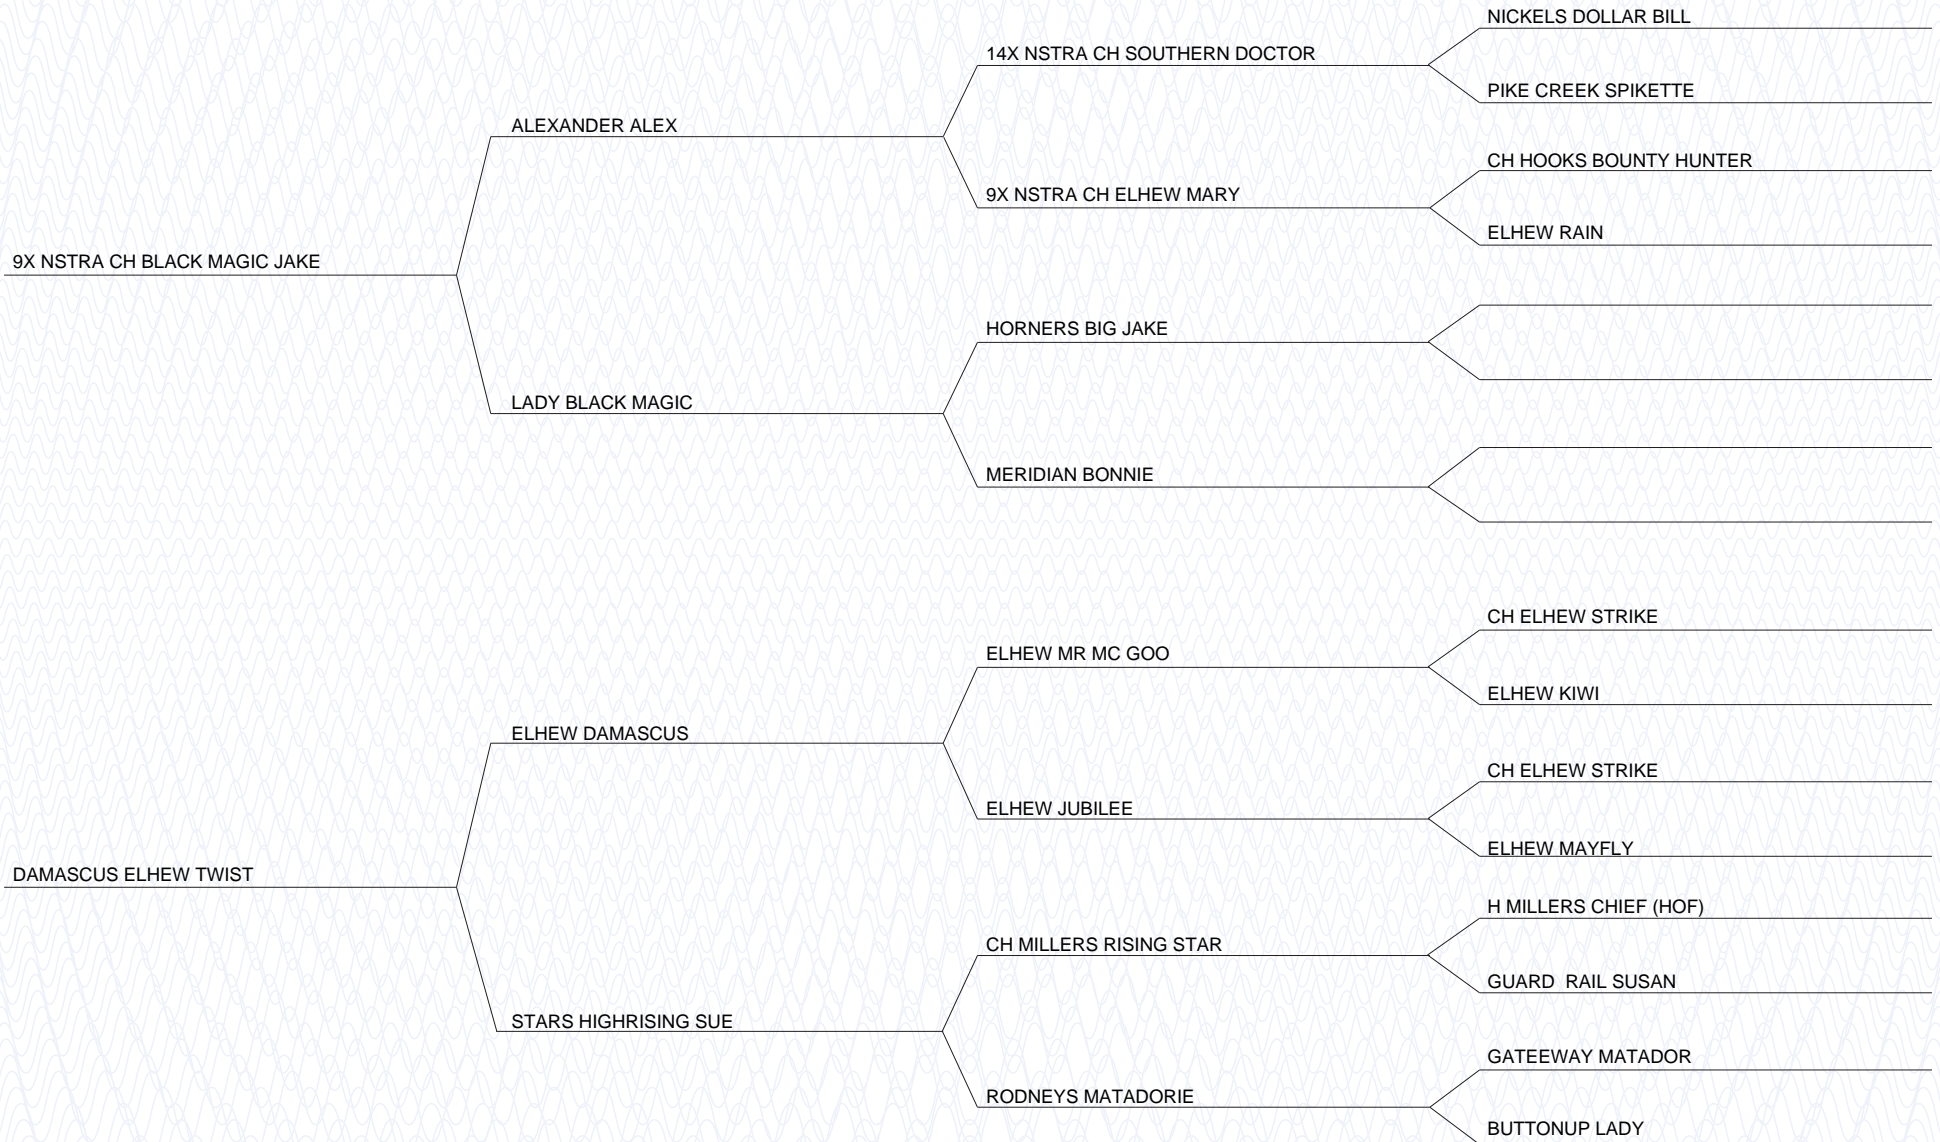 NICKELS DOLLAR BILL
14X NSTRA CH SOUTHERN DOCTOR
PIKE CREEK SPIKETTE
ALEXANDER ALEX
CH HOOKS BOUNTY HUNTER
9X NSTRA CH ELHEW MARY
ELHEW RAIN
9X NSTRA CH BLACK MAGIC JAKE
HORNERS BIG JAKE
LADY BLACK MAGIC
MERIDIAN BONNIE
CH ELHEW STRIKE
ELHEW MR MC GOO
ELHEW KIWI
ELHEW DAMASCUS
CH ELHEW STRIKE
ELHEW JUBILEE
ELHEW MAYFLY
DAMASCUS ELHEW TWIST
H MILLERS CHIEF (HOF)
CH MILLERS RISING STAR
GUARD  RAIL SUSAN
STARS HIGHRISING SUE
GATEEWAY MATADOR
RODNEYS MATADORIE
BUTTONUP LADY